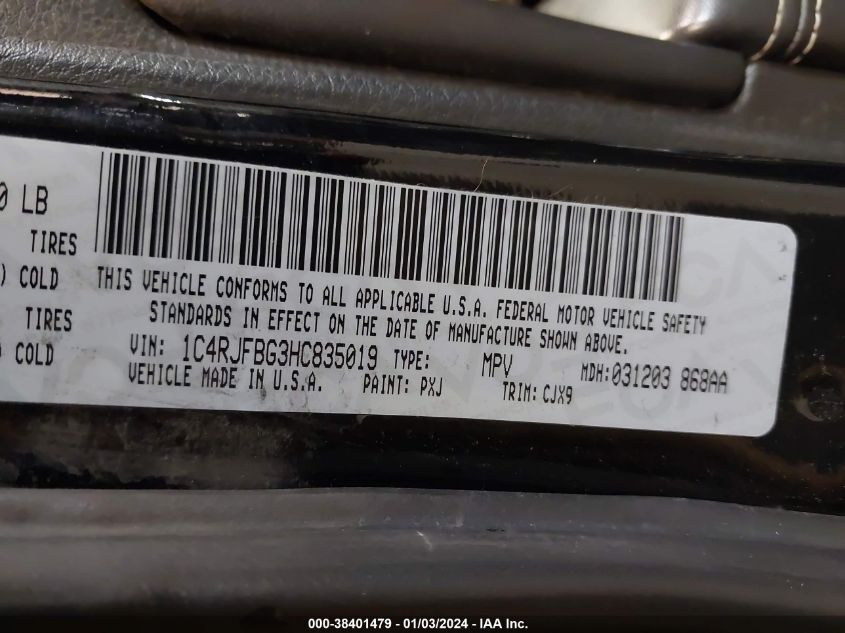 0 LB
TIRES
) COLD
TIRES
COLD
THIS VEHICLE CONFORMS TO ALL APPLICABLE U.S.A. FEDERAL MOTOR VEHICLE SAFETY
STANDARDS IN EFFECT ON THE DATE OF MANUFACTURE SHOWN ABOVE.
VIN: 1C4RJFBG3HC835019 TYPE: MPV MDH: 031203 868AA
VEHICLE MADE IN U.S.A. PAINT: PXJ TRIM: CJX9
000-38401479 - 01/03/2024 - IAA Inc.